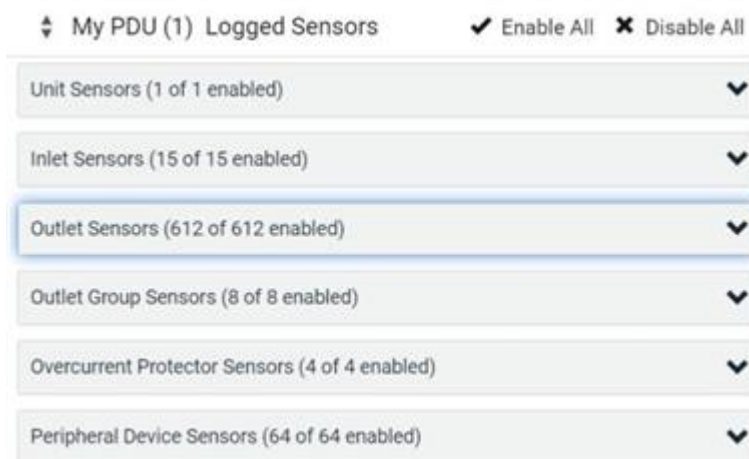 My PDU (1) Logged Sensors Enable All Disable All
Unit Sensors (1 of 1 enabled)
Inlet Sensors (15 of 15 enabled)
Outlet Sensors (612 of 612 enabled)
Outlet Group Sensors (8 of 8 enabled)
Overcurrent Protector Sensors (4 of 4 enabled)
Peripheral Device Sensors (64 of 64 enabled)